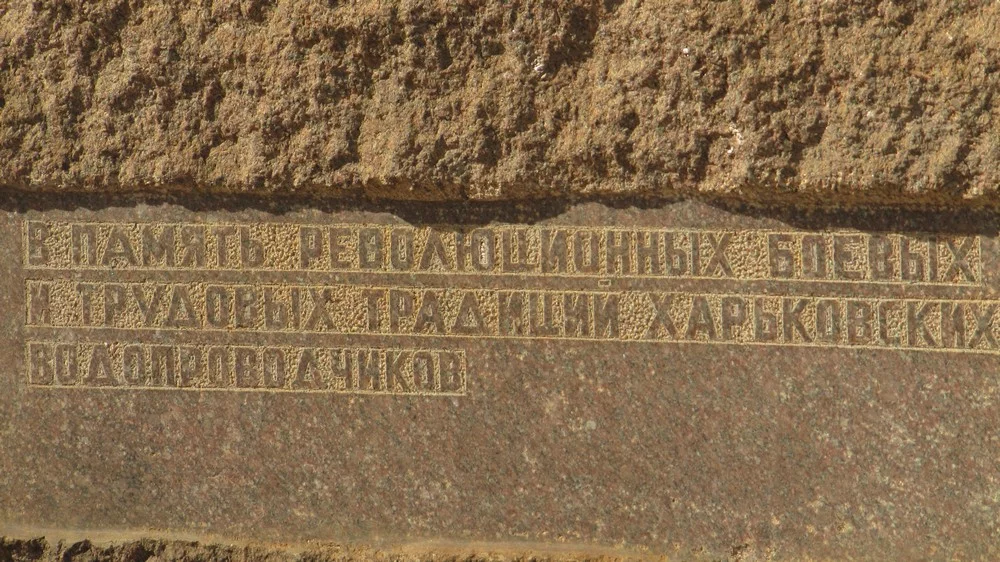 В ПАМЯТЬ РЕВОЛЮЦИОННЫХ БОЕВЫХ
И ТРУДОВЫХ ТРАДИЦИЙ ХАРЬКОВСКИХ
ВОДОПРОВОДЧИКОВ